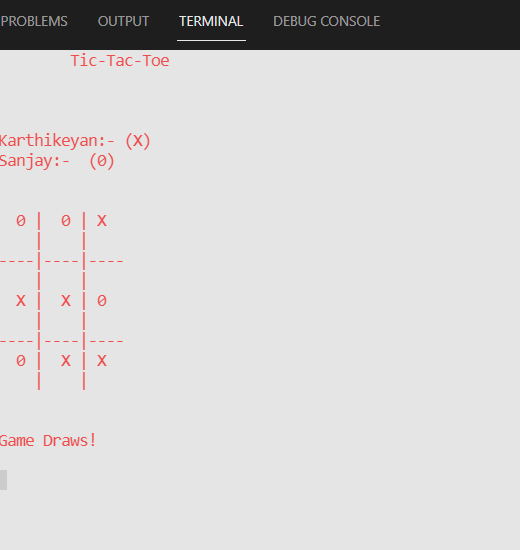 PROBLEMS OUTPUT TERMINAL DEBUG CONSOLE
Tic-Tac-Toe
Karthikeyan:- (X)
Sanjay:-  (0)
0 |  0 | X
|    |
----|----|----
|    |
X |  X | 0
|    |
----|----|----
0 |  X | X
|    |
Game Draws!